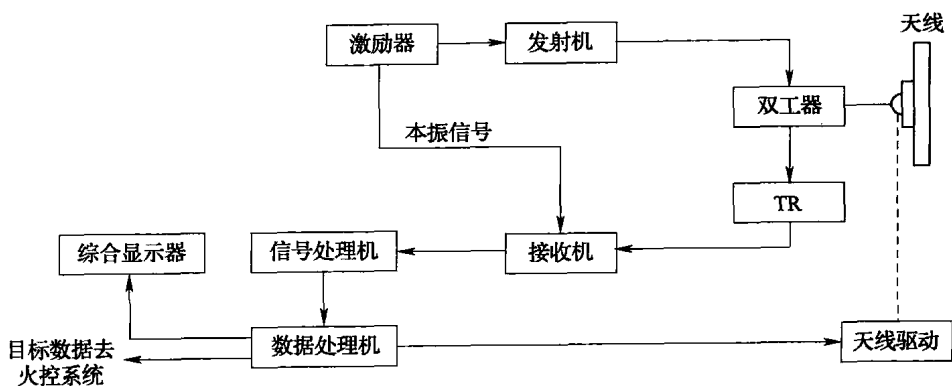 天线
激励器
发射机
双工器
本振信号
TR
综合显示器
信号处理机
接收机
数据处理机
天线驱动
目标数据去
火控系统